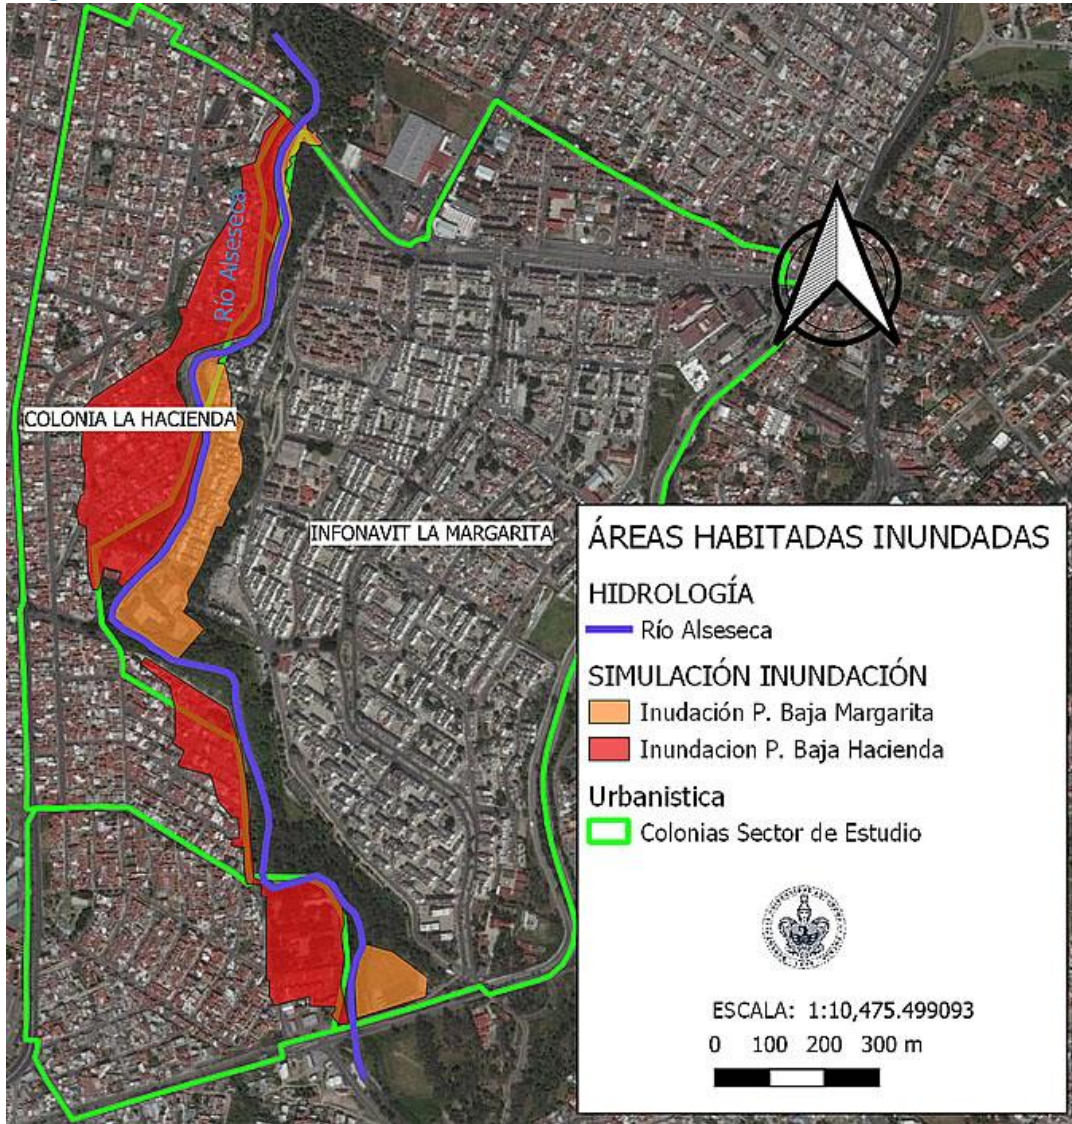 Río Alseseca
COLONIA LA HACIENDA
INFONAVIT LA MARGARITA
ÁREAS HABITADAS INUNDADAS
HIDROLOGÍA
Río Alseseca
SIMULACIÓN INUNDACIÓN
Inudación P. Baja Margarita
Inundacion P. Baja Hacienda
Urbanistica
Colonias Sector de Estudio
ESCALA: 1:10,475.499093
0 100 200 300 m